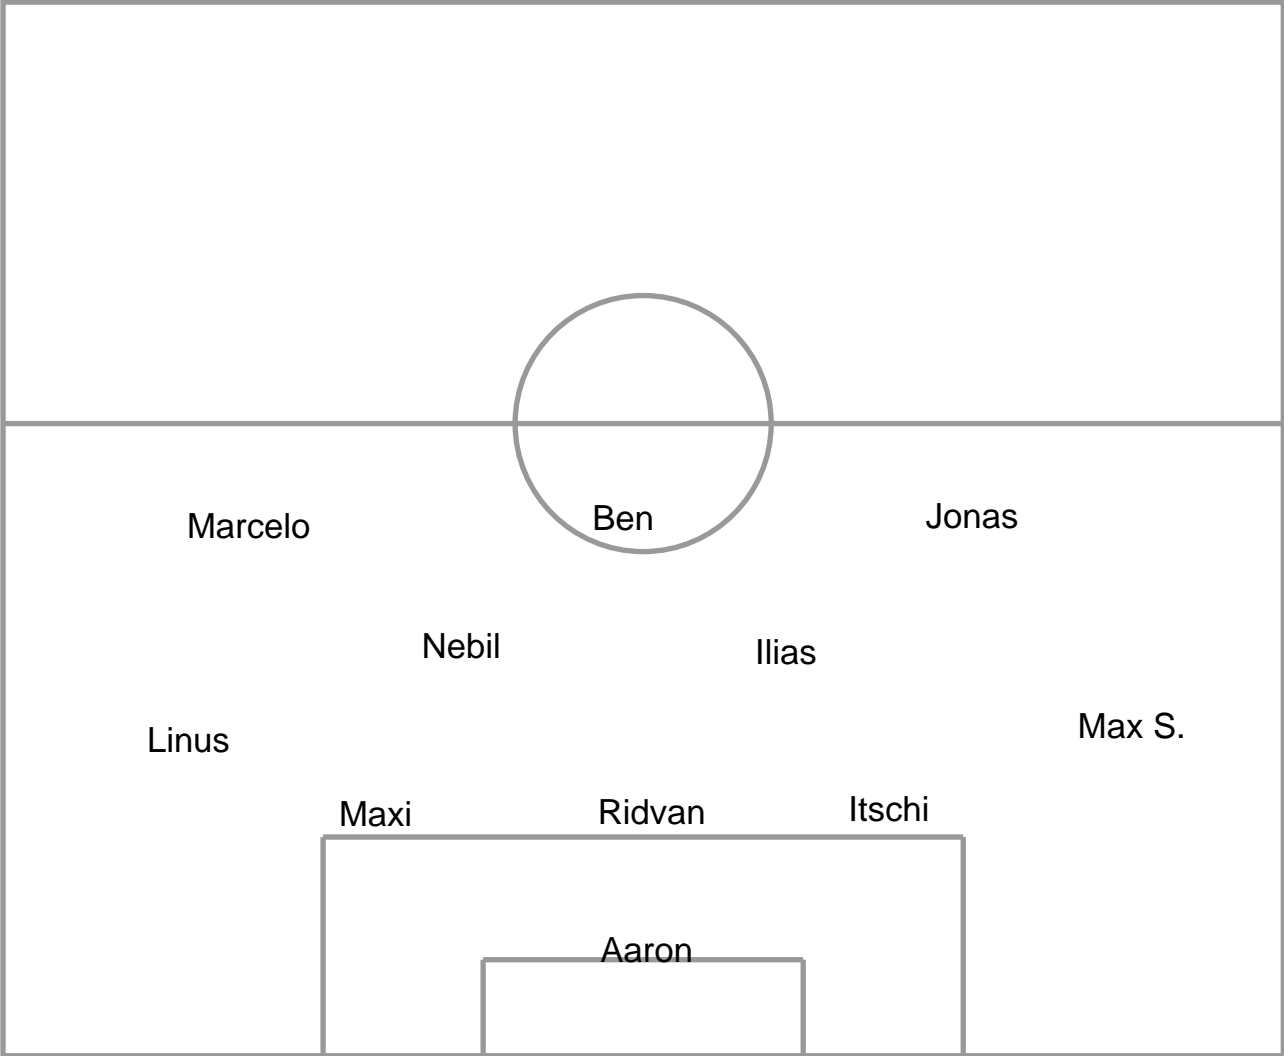 Marcelo
Ben
Jonas
Nebil
Ilias
Linus
Max S.
Maxi
Ridvan
Itschi
Aaron